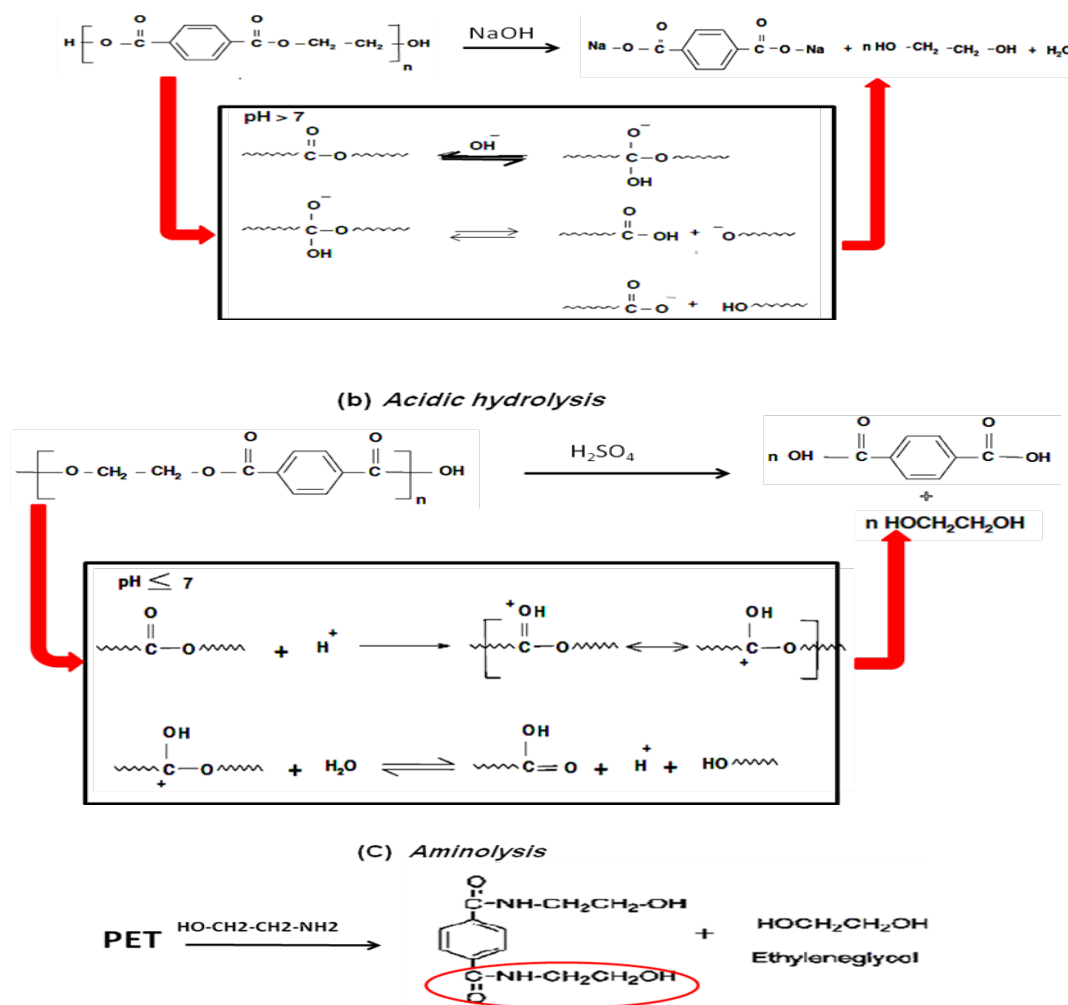 H O C O C O O CH₂ CH₂ OH n
NaOH
Na O C O C O O Na + n HO -CH₂ -CH₂ -OH + H₂O
pH > 7
O C O OH⁻ O⁻ C O OH
O⁻ C O OH O C OH + ⁻O
O C O⁻ + HO
(b) Acidic hydrolysis
O CH₂ CH₂ O C O C O OH n
H₂SO₄
n OH C O C O OH
+
n HOCH₂CH₂OH
pH ≤ 7
O C O + H⁺ ⁺OH C O OH C⁺ O
OH C⁺ O + H₂O OH C=O + H⁺ + HO
(C) Aminolysis
PET
HO-CH2-CH2-NH2
O C-NH-CH₂CH₂-OH
+
HOCH₂CH₂OH
Ethyleneglycol
C-NH-CH₂CH₂OH O